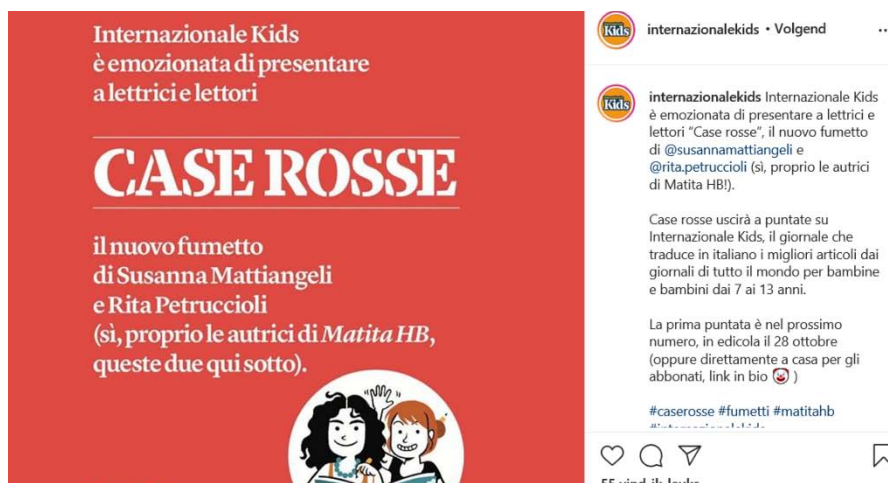 Internazionale Kids
è emozionata di presentare
a lettrici e lettori
CASE ROSSE
il nuovo fumetto
di Susanna Mattiangeli
e Rita Petruccioli
(sì, proprio le autrici di Matita HB,
queste due qui sotto).
Kids
internazionalekids • Volgend
Kids
internazionalekids Internazionale Kids
è emozionata di presentare a lettrici e
lettori “Case rosse”, il nuovo fumetto
di @susannamattiangeli e
@rita.petruccioli (sì, proprio le autrici
di Matita HB!).
Case rosse uscirà a puntate su
Internazionale Kids, il giornale che
traduce in italiano i migliori articoli dai
giornali di tutto il mondo per bambine
e bambini dai 7 ai 13 anni.
La prima puntata è nel prossimo
numero, in edicola il 28 ottobre
(oppure direttamente a casa per gli
abbonati, link in bio 🤡 )
#caserosse #fumetti #matitahb